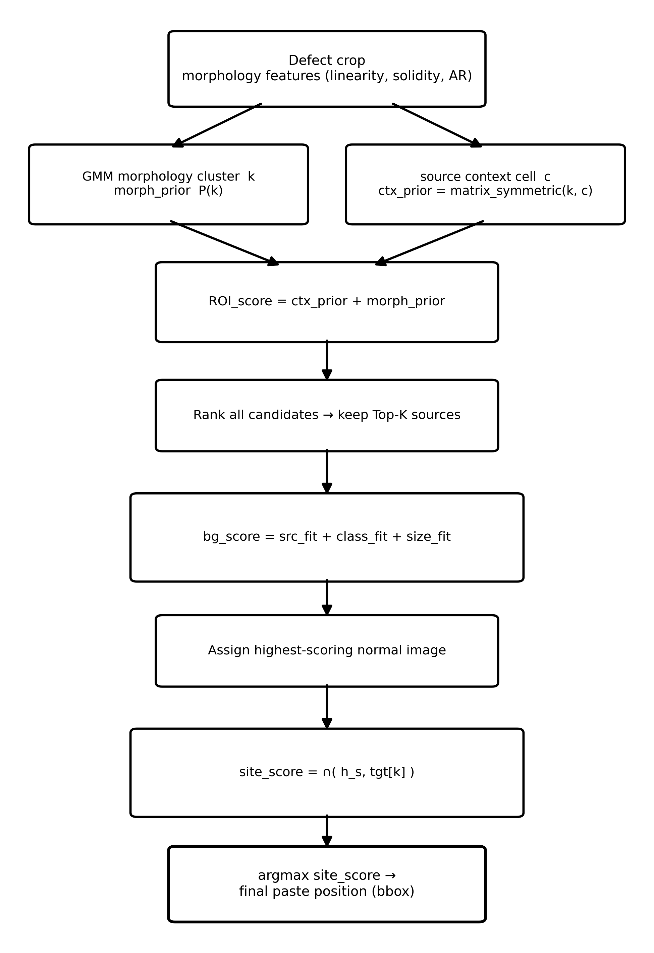 Defect crop
morphology features (linearity, solidity, AR)
GMM morphology cluster  k
morph_prior  P(k)
source context cell  c
ctx_prior = matrix_symmetric(k, c)
ROI_score = ctx_prior + morph_prior
Rank all candidates → keep Top-K sources
bg_score = src_fit + class_fit + size_fit
Assign highest-scoring normal image
site_score = ∩( h_s, tgt[k] )
argmax site_score →
final paste position (bbox)